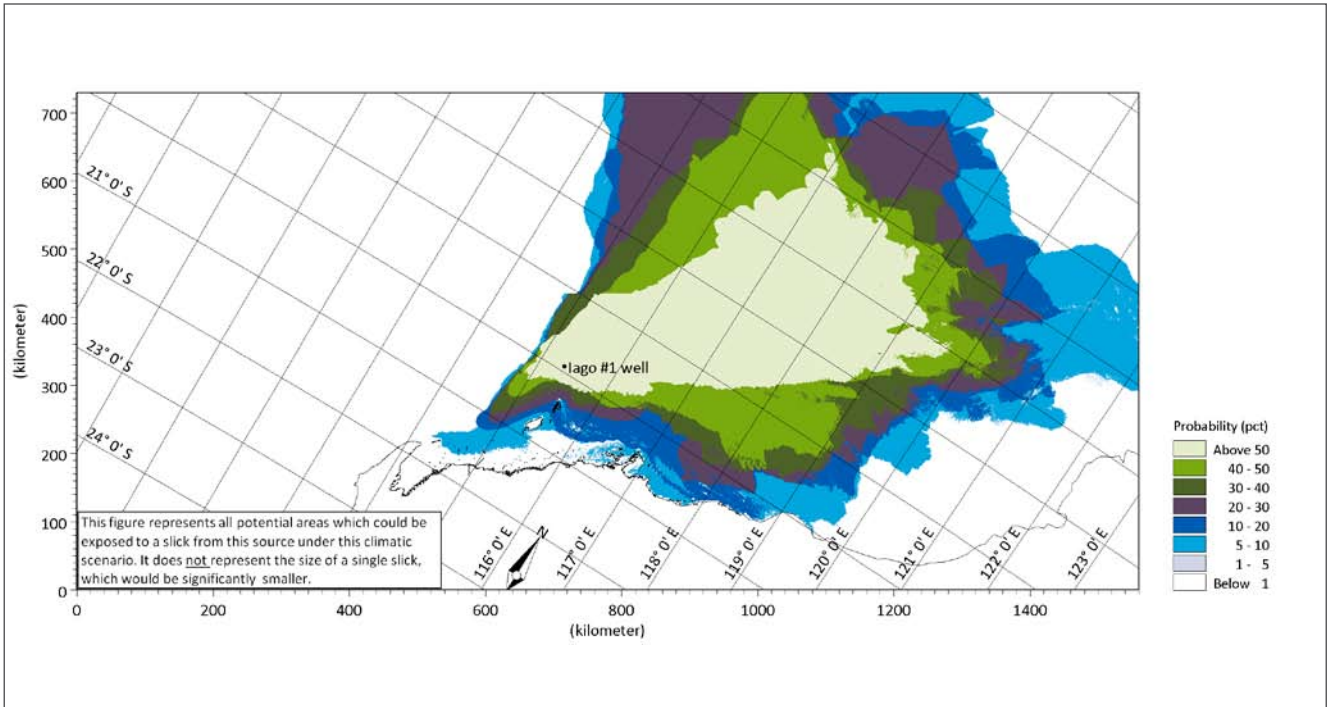 700
600
500
400
300
200
100
0
(kilometer)
21° 0' S
22° 0' S
23° 0' S
24° 0' S
Iago #1 well
This figure represents all potential areas which could be
exposed to a slick from this source under this climatic
scenario. It does not represent the size of a single slick,
which would be significantly smaller.
N
116° 0' E
117° 0' E
118° 0' E
119° 0' E
120° 0' E
121° 0' E
122° 0' E
123° 0' E
0
200
400
600
800
1000
1200
1400
(kilometer)
Probability (pct)
Above 50
40 - 50
30 - 40
20 - 30
10 - 20
5 - 10
1 - 5
Below 1